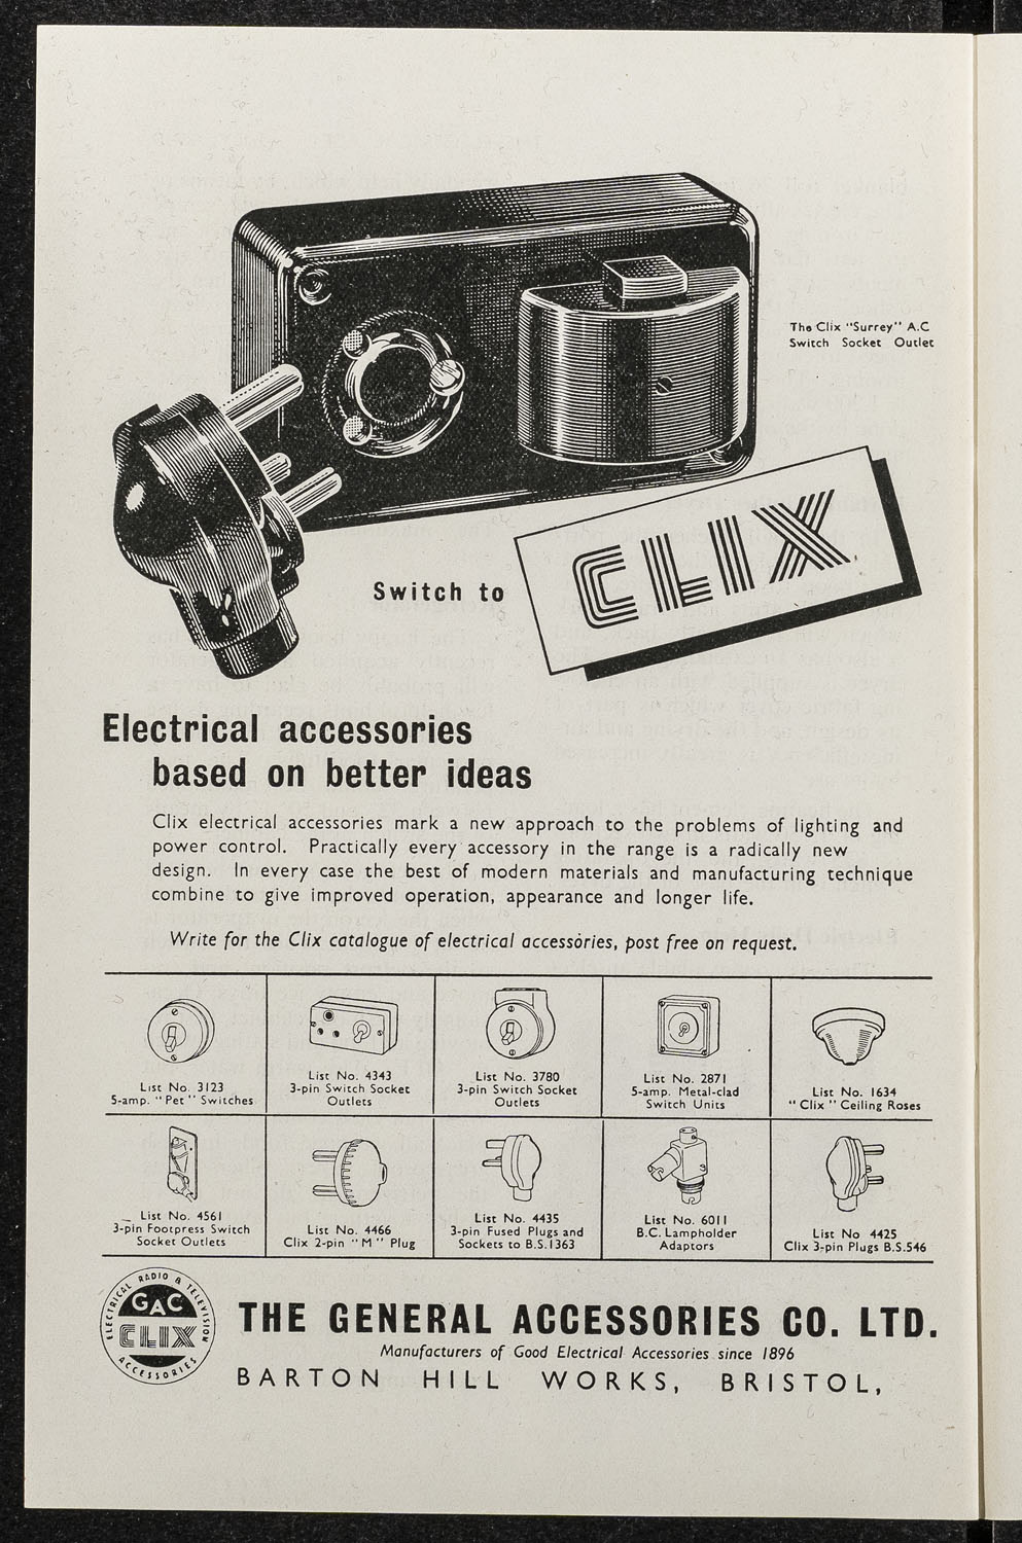 The Clix "Surrey" A.C
Switch Socket Outlet
Switch to
CLIX
Electrical accessories
based on better ideas
Clix electrical accessories mark a new approach to the problems of lighting and
power control. Practically every accessory in the range is a radically new
design. In every case the best of modern materials and manufacturing technique
combine to give improved operation, appearance and longer life.
Write for the Clix catalogue of electrical accessories, post free on request.
List No. 3123
5-amp. "Pet" Switches
List No. 4343
3-pin Switch Socket
Outlets
List No. 3780
3-pin Switch Socket
Outlets
List No. 2871
5-amp. Metal-clad
Switch Units
List No. 1634
"Clix" Ceiling Roses
List No. 4561
3-pin Footpress Switch
Socket Outlets
List No. 4466
Clix 2-pin "M" Plug
List No. 4435
3-pin Fused Plugs and
Sockets to B.S.1363
List No. 6011
B.C. Lampholder
Adaptors
List No 4425
Clix 3-pin Plugs B.S.546
ELECTRICAL RADIO & TELEVISION
GAC
CLIX
ACCESSORIES
THE GENERAL ACCESSORIES CO. LTD.
Manufacturers of Good Electrical Accessories since 1896
BARTON HILL WORKS, BRISTOL,